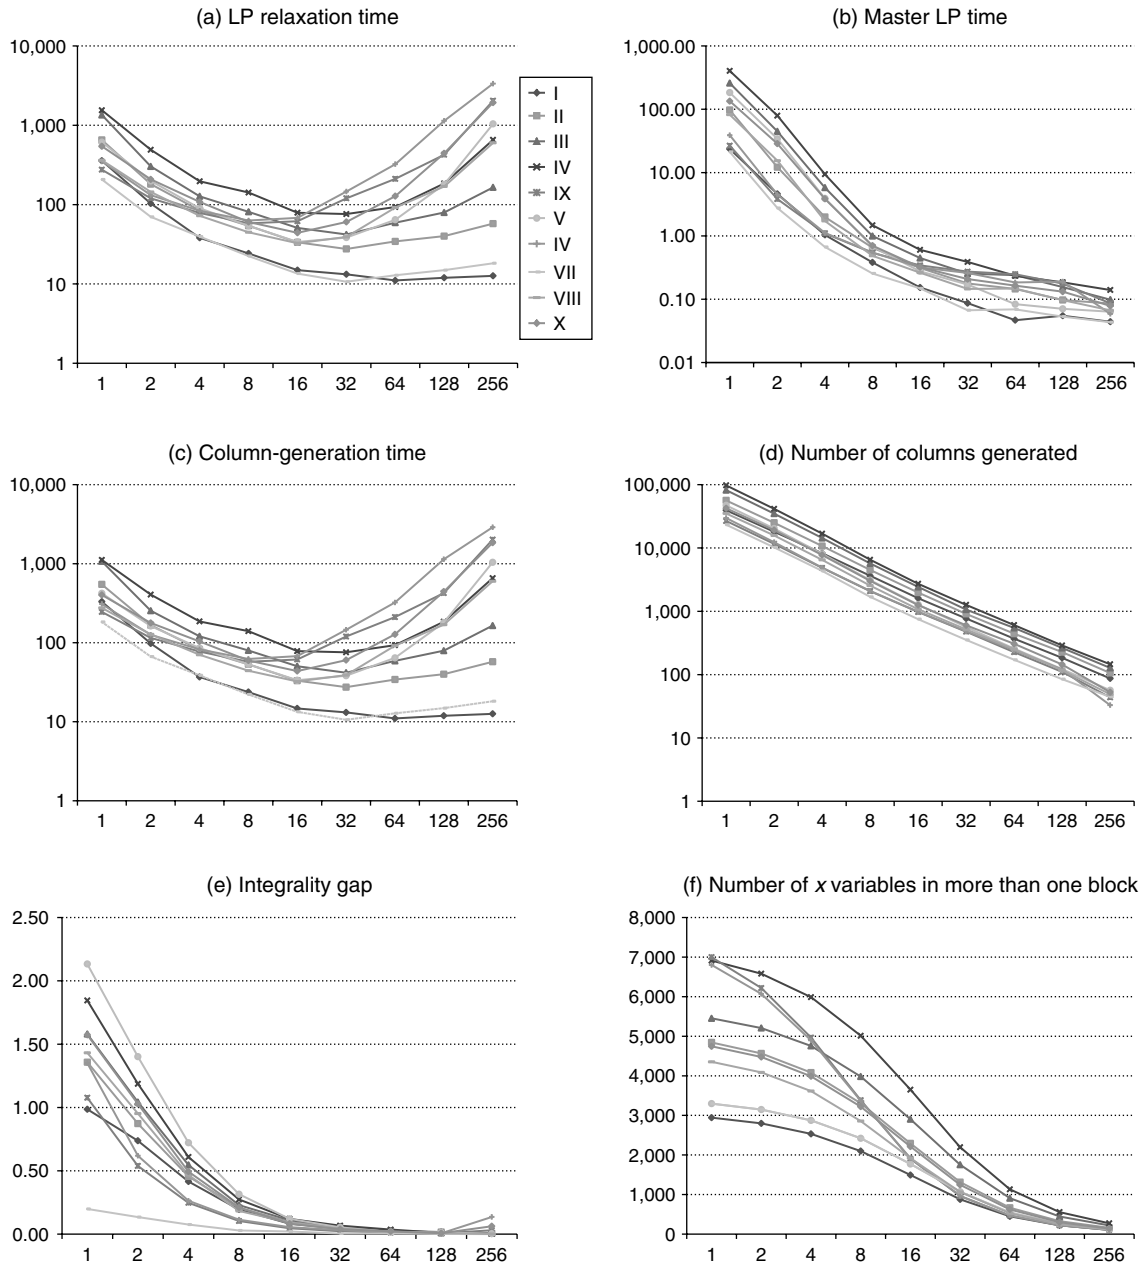 (a) LP relaxation time
10,000
1,000
100
10
1
1 2 4 8 16 32 64 128 256
I
II
III
IV
IX
V
IV
VII
VIII
X
(b) Master LP time
1,000.00
100.00
10.00
1.00
0.10
0.01
1 2 4 8 16 32 64 128 256
(c) Column-generation time
10,000
1,000
100
10
1
1 2 4 8 16 32 64 128 256
(d) Number of columns generated
100,000
10,000
1,000
100
10
1
1 2 4 8 16 32 64 128 256
(e) Integrality gap
2.50
2.00
1.50
1.00
0.50
0.00
1 2 4 8 16 32 64 128 256
(f) Number of x variables in more than one block
8,000
7,000
6,000
5,000
4,000
3,000
2,000
1,000
0
1 2 4 8 16 32 64 128 256